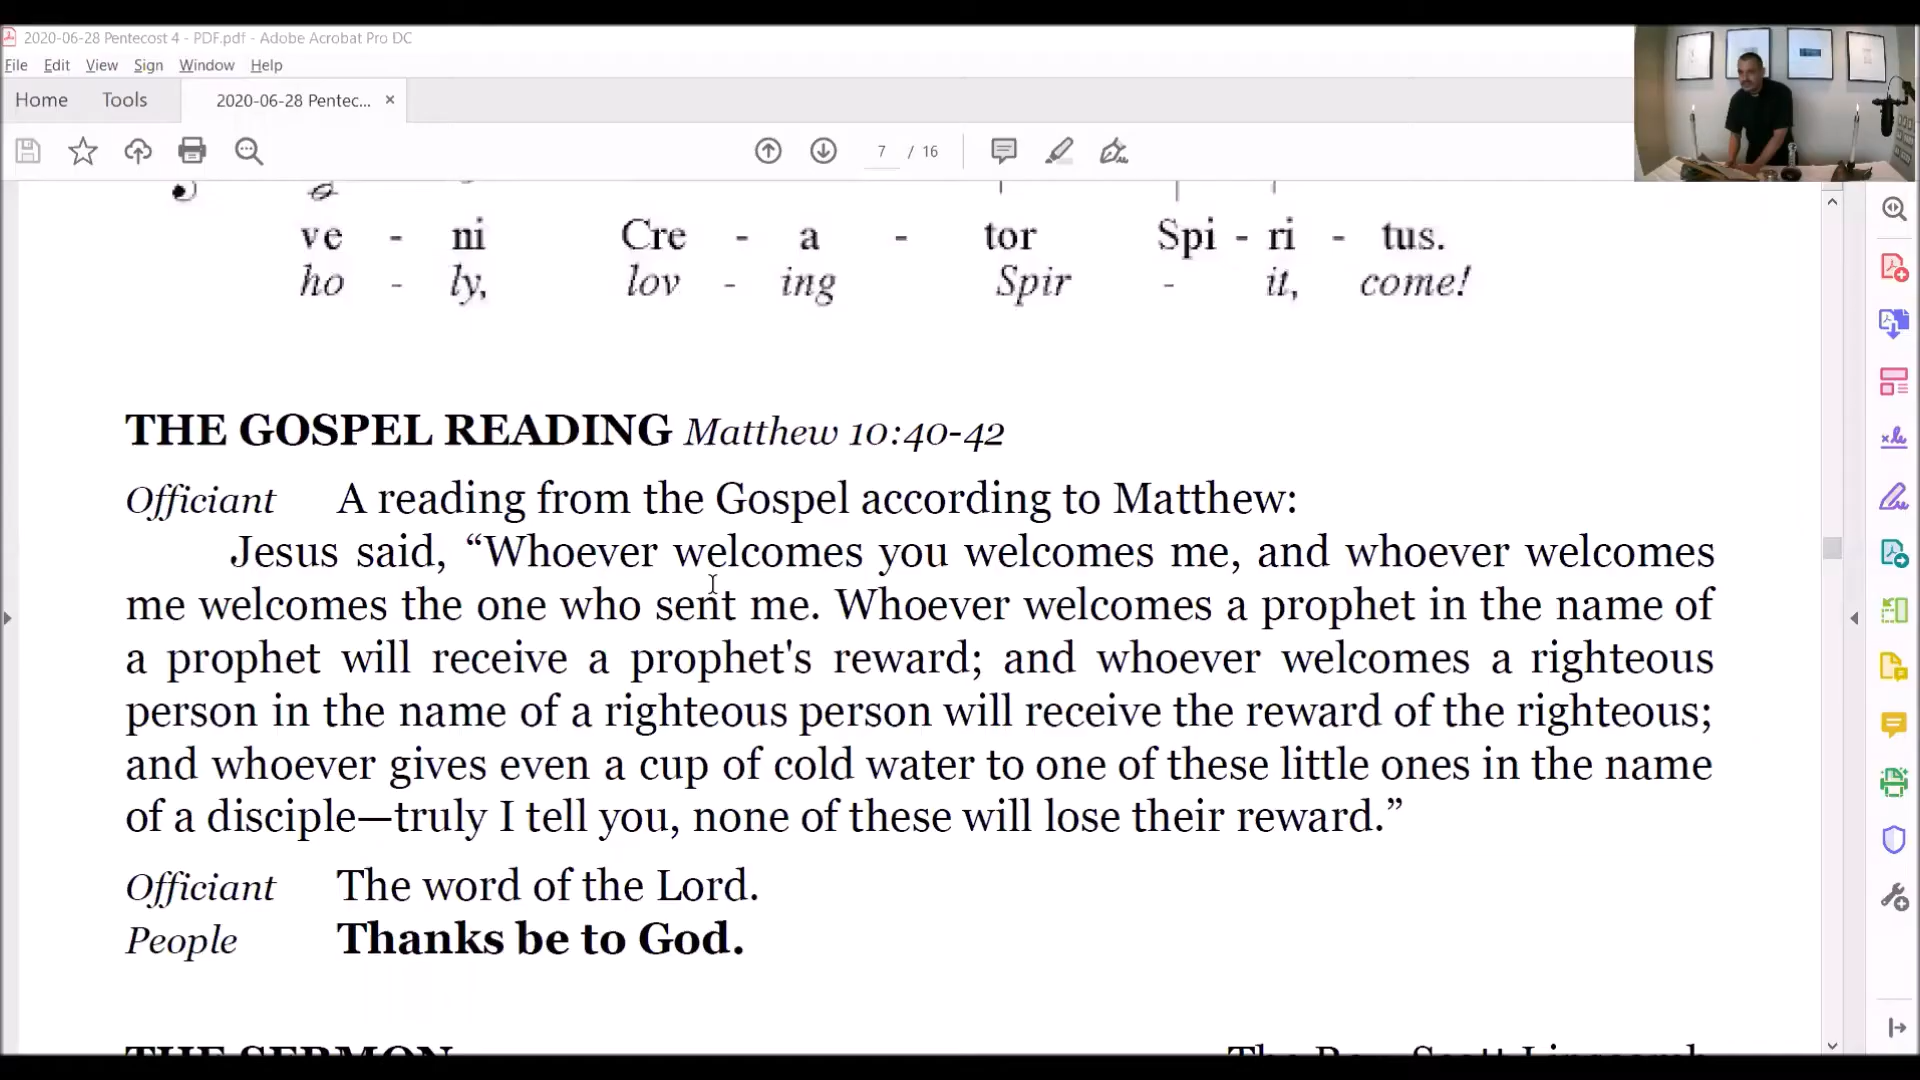 2020-06-28 Pentecost 4 - PDF.pdf - Adobe Acrobat Pro DC
File Edit View Sign Window Help
Home Tools 2020-06-28 Pentec... ×
7 / 16
ve - ni Cre - a - tor Spi - ri - tus.
ho - ly, lov - ing Spir - it, come!
THE GOSPEL READING Matthew 10:40-42
Officiant A reading from the Gospel according to Matthew:
Jesus said, “Whoever welcomes you welcomes me, and whoever welcomes
me welcomes the one who sent me. Whoever welcomes a prophet in the name of
a prophet will receive a prophet's reward; and whoever welcomes a righteous
person in the name of a righteous person will receive the reward of the righteous;
and whoever gives even a cup of cold water to one of these little ones in the name
of a disciple—truly I tell you, none of these will lose their reward.”
Officiant The word of the Lord.
People Thanks be to God.
THE SERMON The Rev. Scott